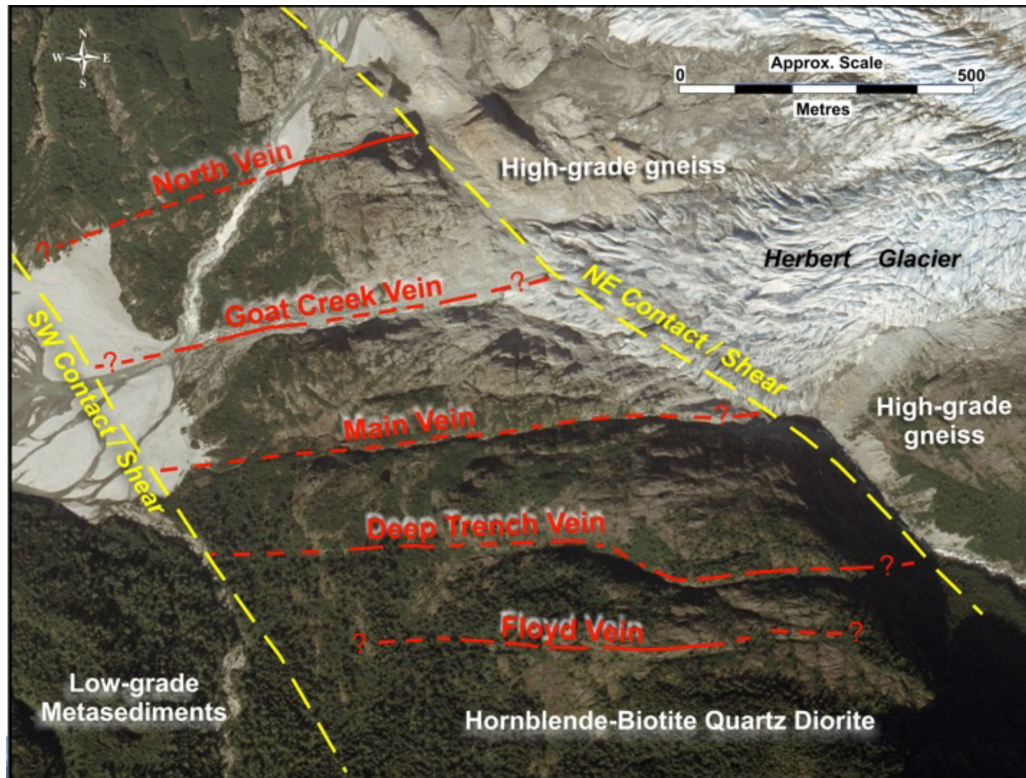 N
W E
S
Approx. Scale
0 500
Metres
North Vein
High-grade gneiss
?
Herbert Glacier
Goat Creek Vein
?
NE Contact / Shear
SW Contact / Shear
?
Main Vein
?
High-grade
gneiss
Deep Trench Vein
?
Floyd Vein
?
?
Low-grade
Metasediments
Hornblende-Biotite Quartz Diorite